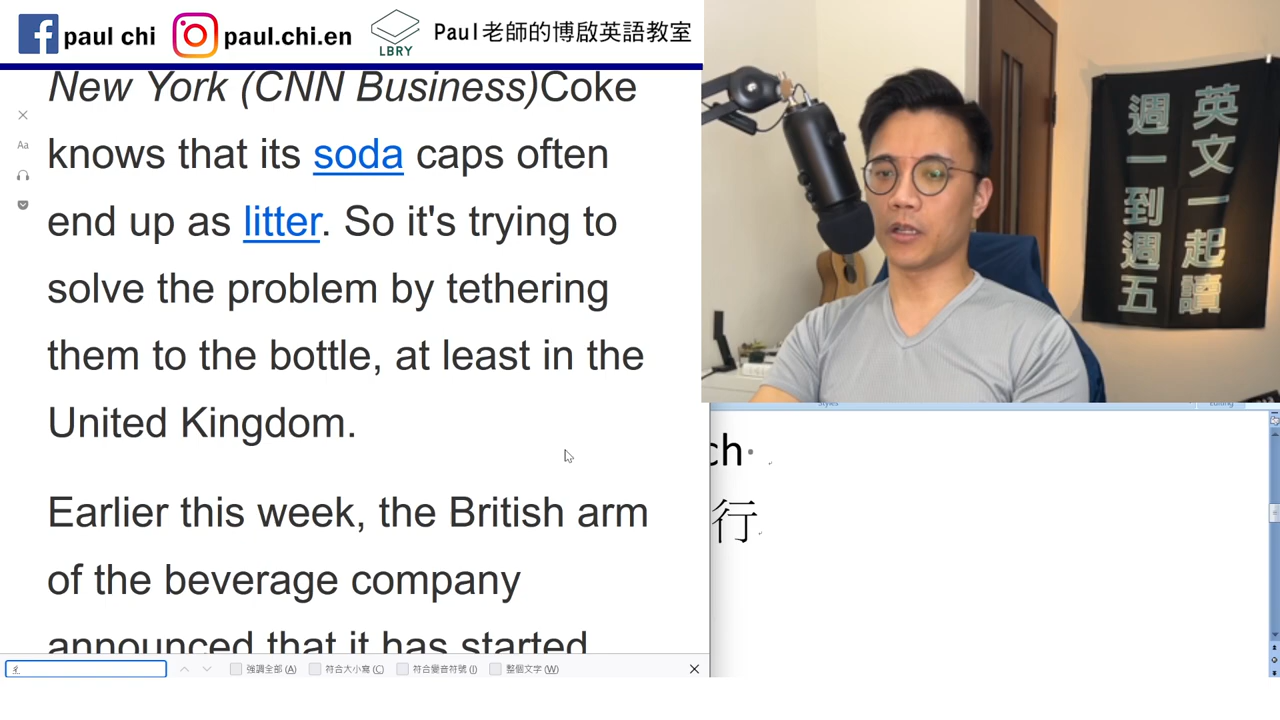 paul chi
paul.chi.en
LBRY
Paul老師的博啟英語教室
New York (CNN Business)Coke
knows that its soda caps often
end up as litter. So it's trying to
solve the problem by tethering
them to the bottle, at least in the
United Kingdom.
Earlier this week, the British arm
of the beverage company
announced that it has started
Aa
英文一起讀
週一到週五
Styles
Editing
ch
行
強調全部 (A)
符合大小寫 (C)
符合變音符號 (I)
整個文字 (W)